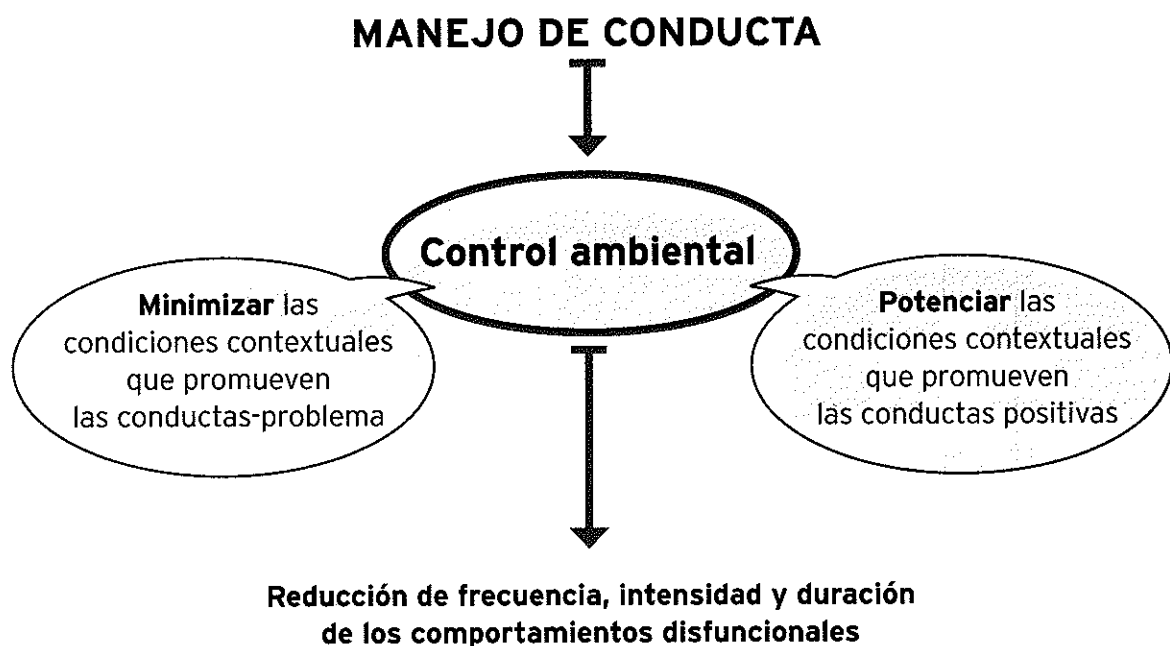 MANEJO DE CONDUCTA
Control ambiental
Minimizar las
condiciones contextuales
que promueven
las conductas-problema
Potenciar las
condiciones contextuales
que promueven
las conductas positivas
Reducción de frecuencia, intensidad y duración
de los comportamientos disfuncionales